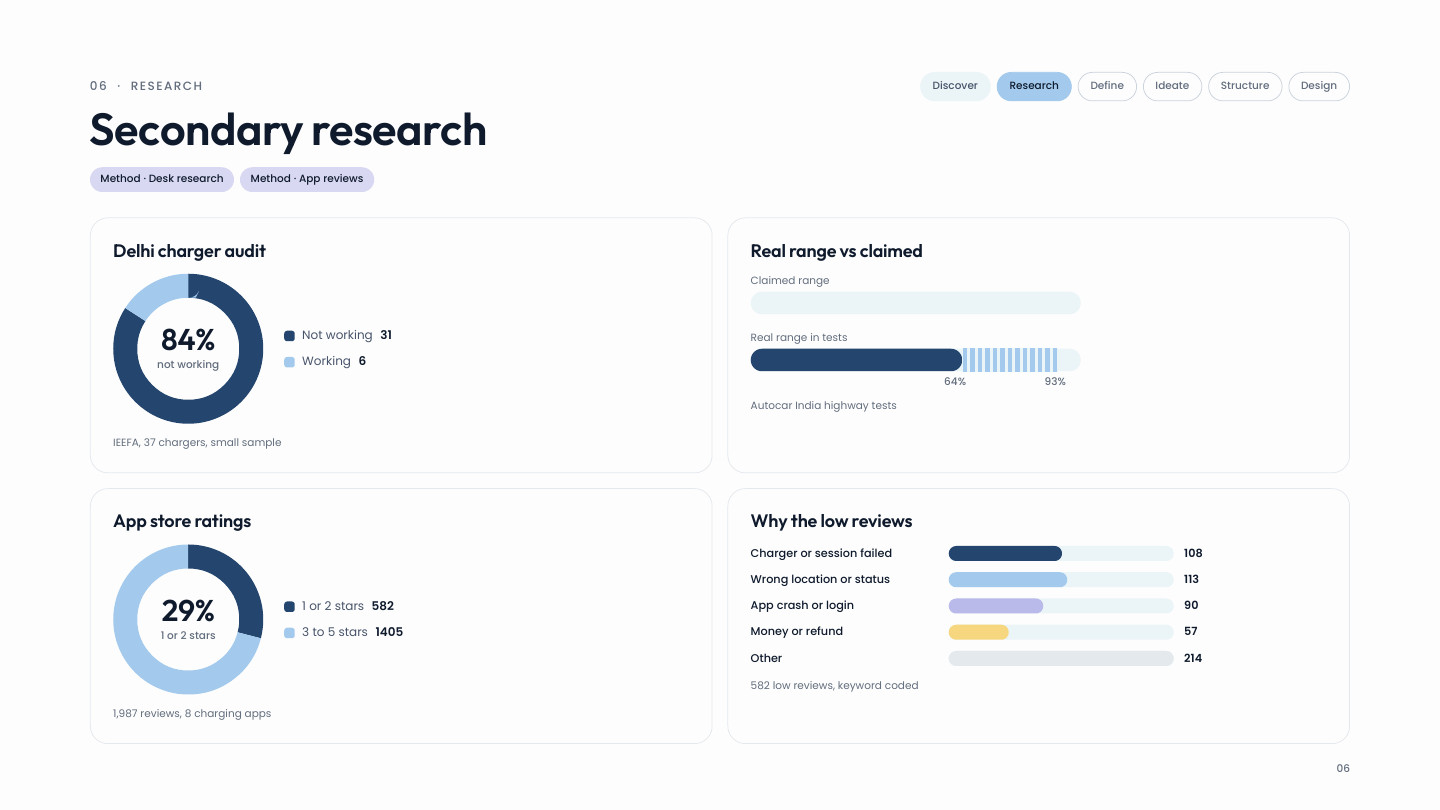 06 · RESEARCH
Discover
Research
Define
Ideate
Structure
Design
Secondary research
Method · Desk research
Method · App reviews
Delhi charger audit
84%
not working
Not working 31
Working 6
IEEFA, 37 chargers, small sample
Real range vs claimed
Claimed range
Real range in tests
64% 93%
Autocar India highway tests
App store ratings
29%
1 or 2 stars
1 or 2 stars 582
3 to 5 stars 1405
1,987 reviews, 8 charging apps
Why the low reviews
Charger or session failed 108
Wrong location or status 113
App crash or login 90
Money or refund 57
Other 214
582 low reviews, keyword coded
06